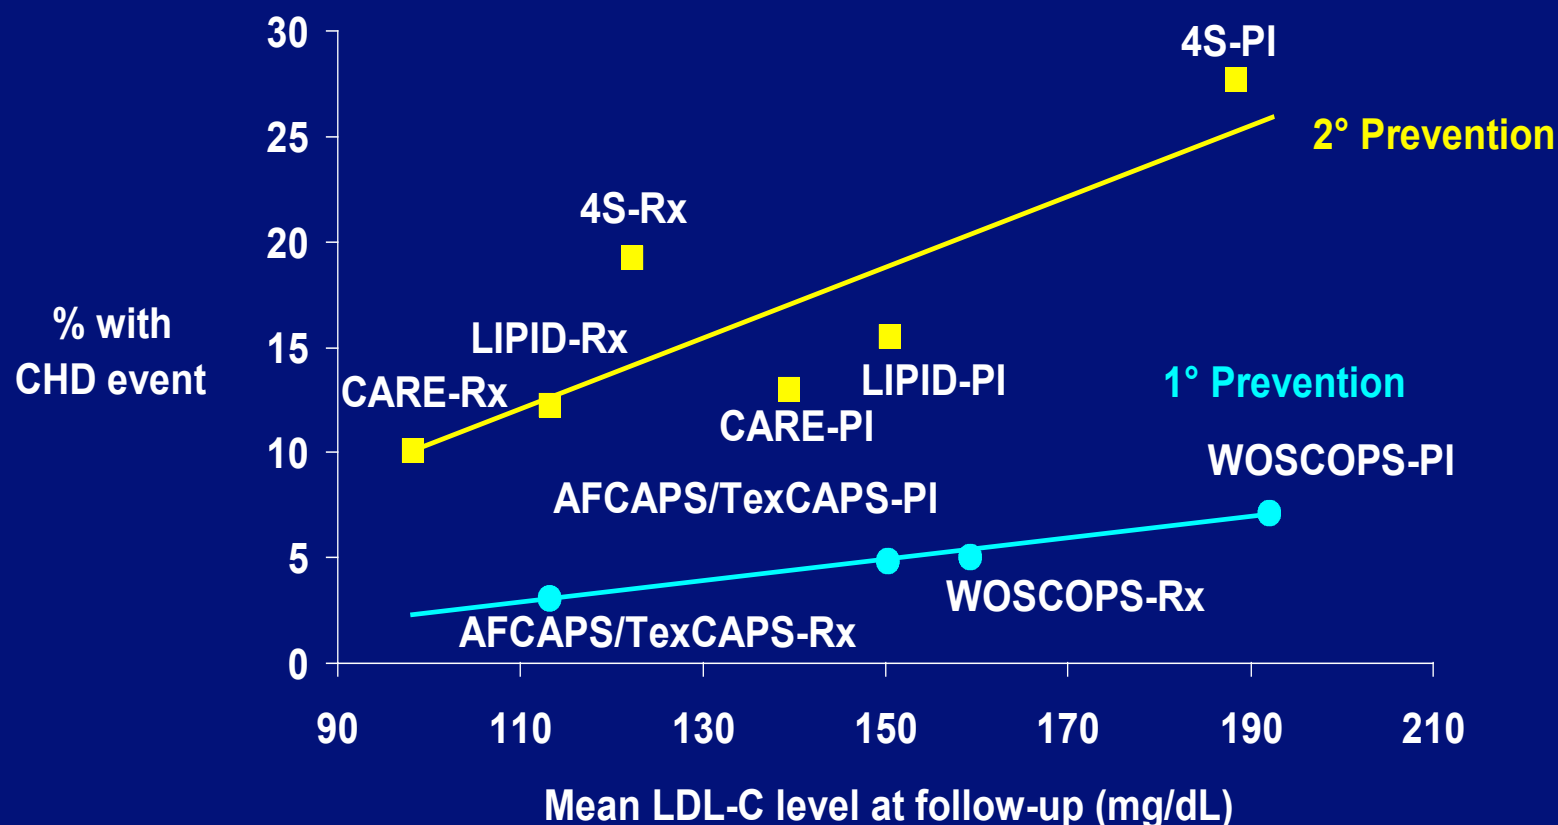 30
4S-PI
25
2° Prevention
4S-Rx
20
% with
CHD event
LIPID-Rx
15
CARE-Rx
LIPID-PI
1° Prevention
CARE-PI
10
WOSCOPS-PI
AFCAPS/TexCAPS-PI
5
WOSCOPS-Rx
AFCAPS/TexCAPS-Rx
0
90 110 130 150 170 190 210
Mean LDL-C level at follow-up (mg/dL)